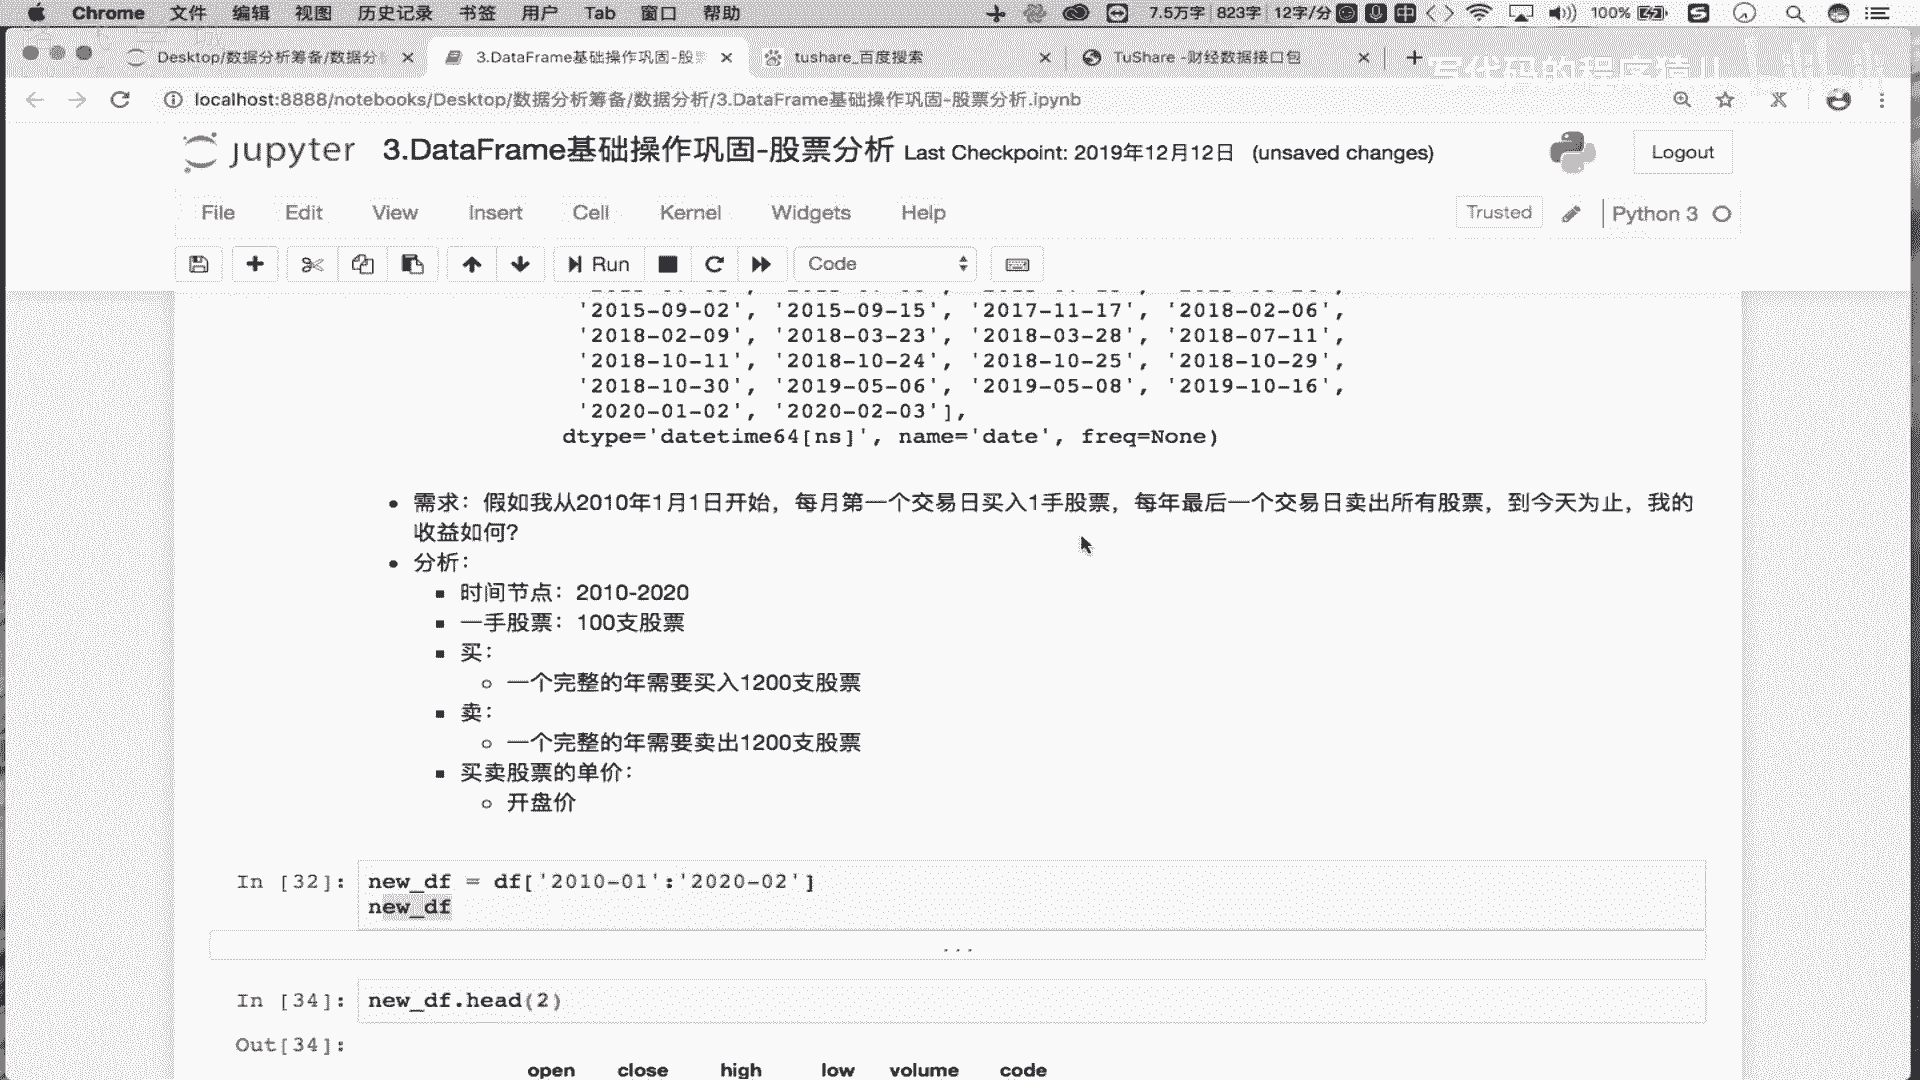 Chrome 文件 编辑 视图 历史记录 书签 用户 Tab 窗口 帮助 7.5万字 823字 12字/分 中 100%
Desktop/数据分析筹备/数据分 3.DataFrame基础操作巩固-股 tushare_百度搜索 TuShare -财经数据接口包
写代码的程序猿儿 bilibili
localhost:8888/notebooks/Desktop/数据分析筹备/数据分析/3.DataFrame基础操作巩固-股票分析.ipynb
jupyter 3.DataFrame基础操作巩固-股票分析 Last Checkpoint: 2019年12月12日 (unsaved changes) Logout
File Edit View Insert Cell Kernel Widgets Help Trusted Python 3
Run Code
'2015-09-02', '2015-09-15', '2017-11-17', '2018-02-06',
'2018-02-09', '2018-03-23', '2018-03-28', '2018-07-11',
'2018-10-11', '2018-10-24', '2018-10-25', '2018-10-29',
'2018-10-30', '2019-05-06', '2019-05-08', '2019-10-16',
'2020-01-02', '2020-02-03'],
dtype='datetime64[ns]', name='date', freq=None)
需求：假如我从2010年1月1日开始，每月第一个交易日买入1手股票，每年最后一个交易日卖出所有股票，到今天为止，我的
收益如何？
分析：
时间节点：2010-2020
一手股票：100支股票
买：
一个完整的年需要买入1200支股票
卖：
一个完整的年需要卖出1200支股票
买卖股票的单价：
开盘价
In [32]: new_df = df['2010-01':'2020-02']
new_df
...
In [34]: new_df.head(2)
Out[34]:
open close high low volume code